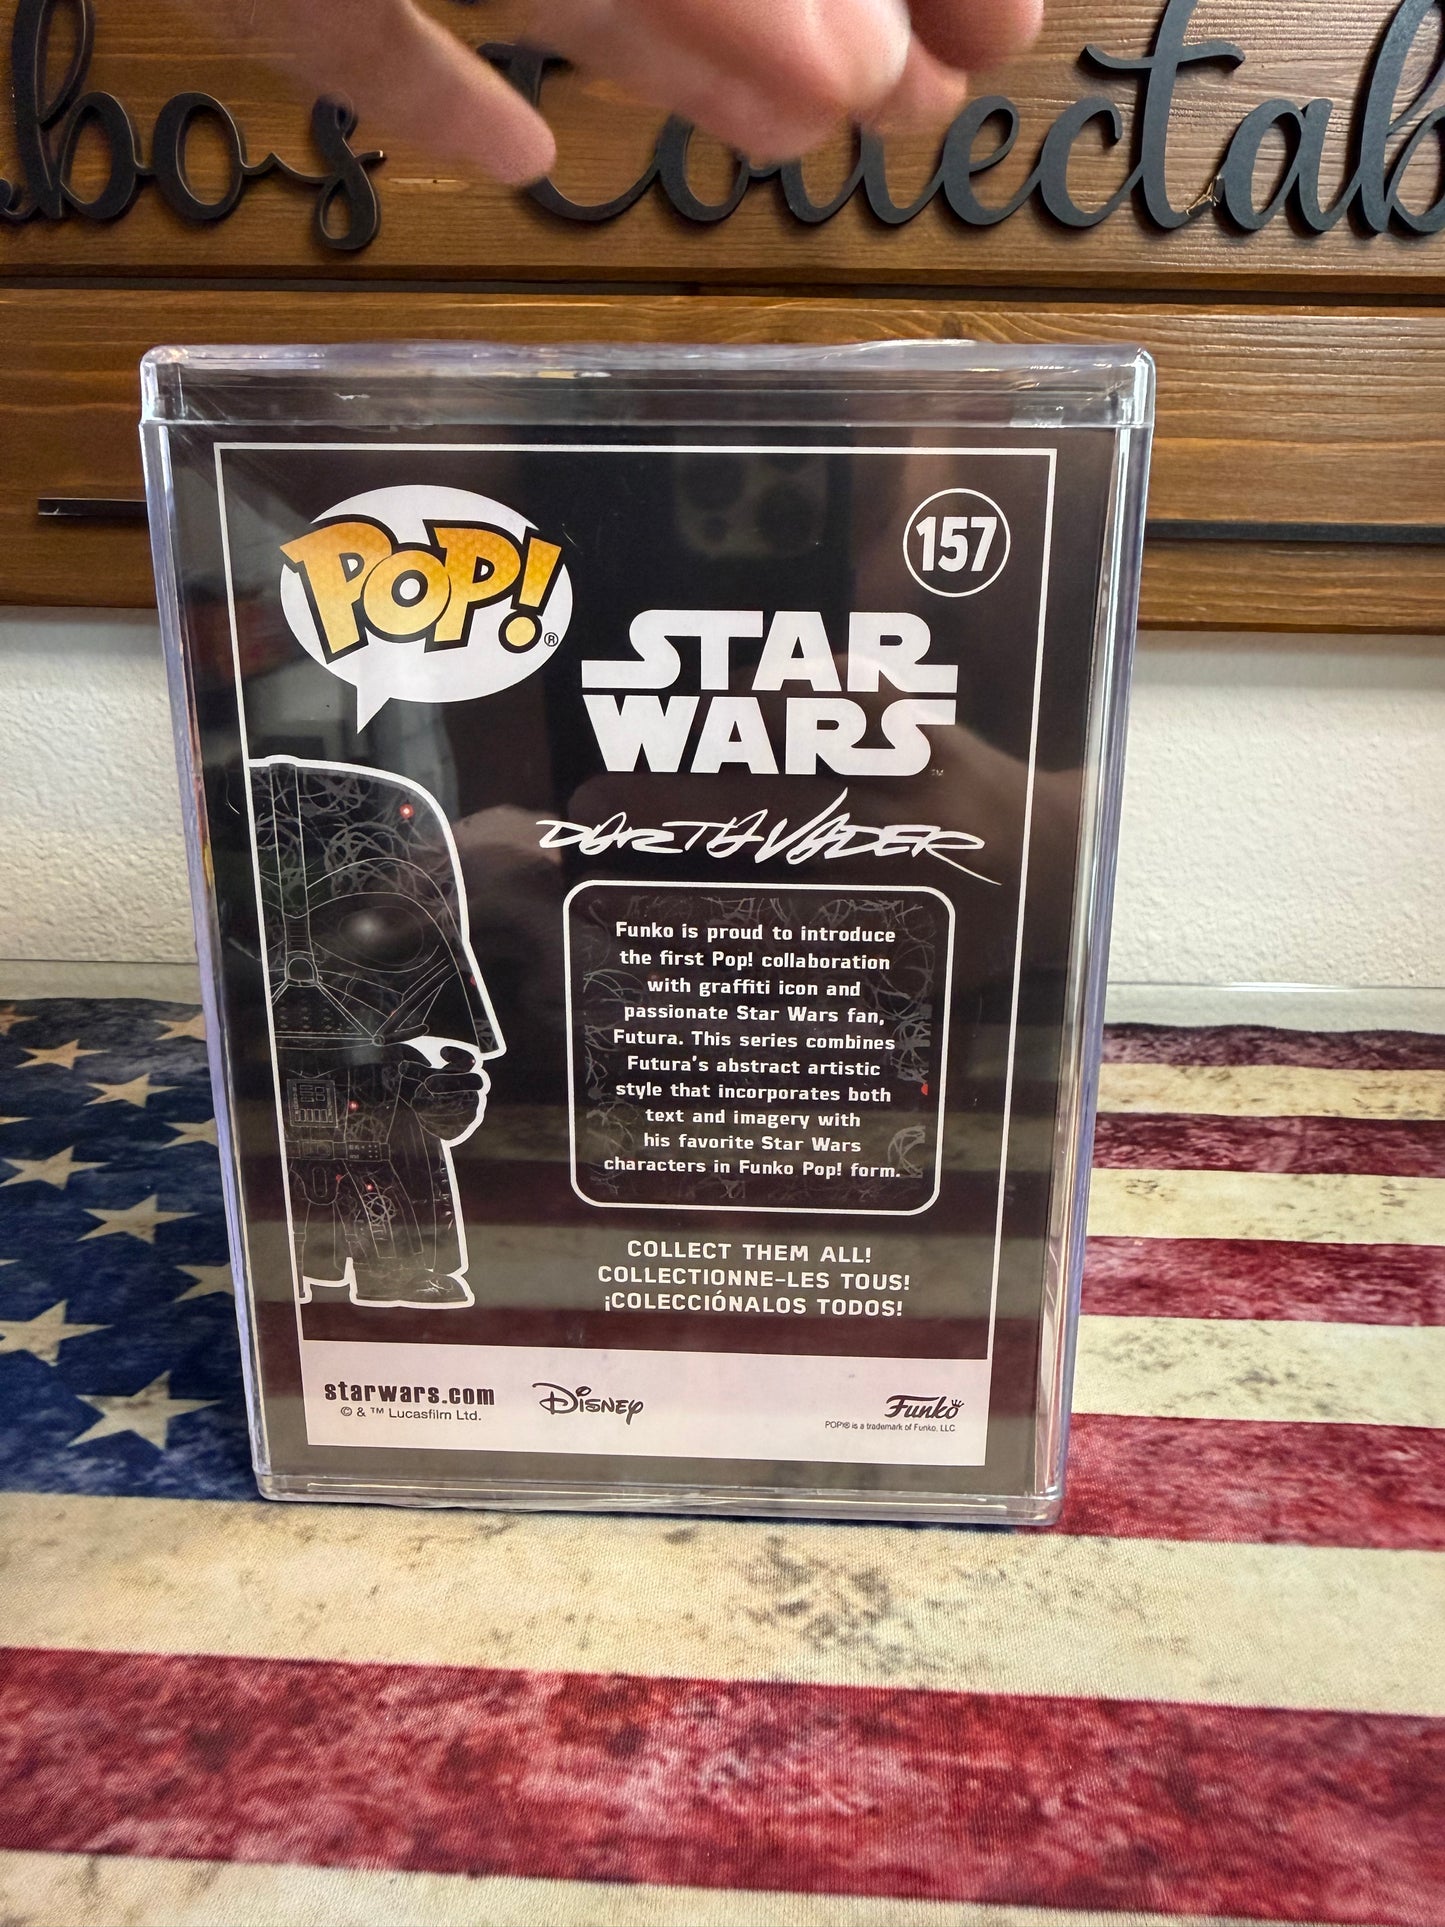 bo's Collectab
POP!®
157
STAR
WARS
™
DARTH VADER
Funko is proud to introduce
the first Pop! collaboration
with graffiti icon and
passionate Star Wars fan,
Futura. This series combines
Futura's abstract artistic
style that incorporates both
text and imagery with
his favorite Star Wars
characters in Funko Pop! form.
COLLECT THEM ALL!
COLLECTIONNE-LES TOUS!
¡COLECCIÓNALOS TODOS!
starwars.com
© & ™ Lucasfilm Ltd.
Disney
Funko
POP!® is a trademark of Funko, LLC